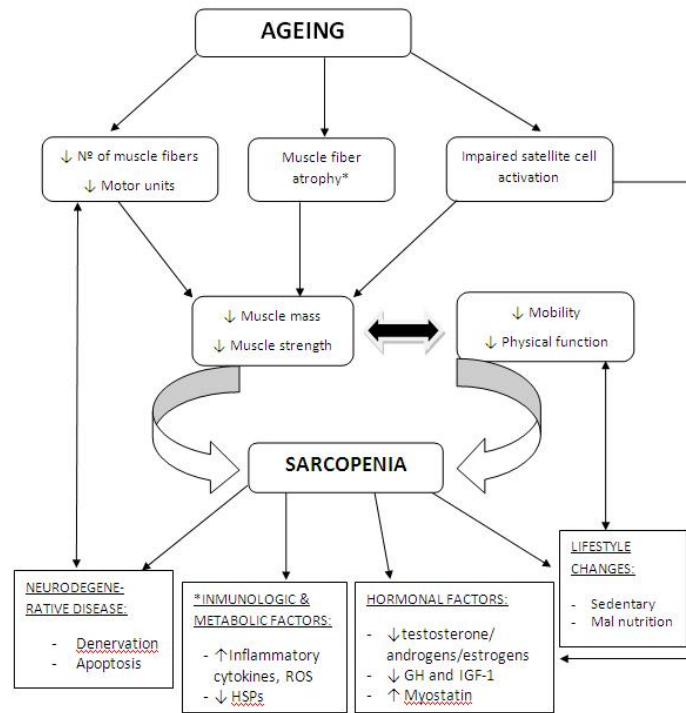 AGEING
↓ Nº of muscle fibers
↓ Motor units
Muscle fiber
atrophy*
Impaired satellite cell
activation
↓ Muscle mass
↓ Muscle strength
↓ Mobility
↓ Physical function
SARCOPENIA
NEURODEGENE-
RATIVE DISEASE:
- Denervation
- Apoptosis
*INMUNOLOGIC &
METABOLIC FACTORS:
- ↑Inflammatory
cytokines, ROS
- ↓ HSPs
HORMONAL FACTORS:
- ↓testosterone/
androgens/estrogens
- ↓ GH and IGF-1
- ↑ Myostatin
LIFESTYLE
CHANGES:
- Sedentary
- Mal nutrition